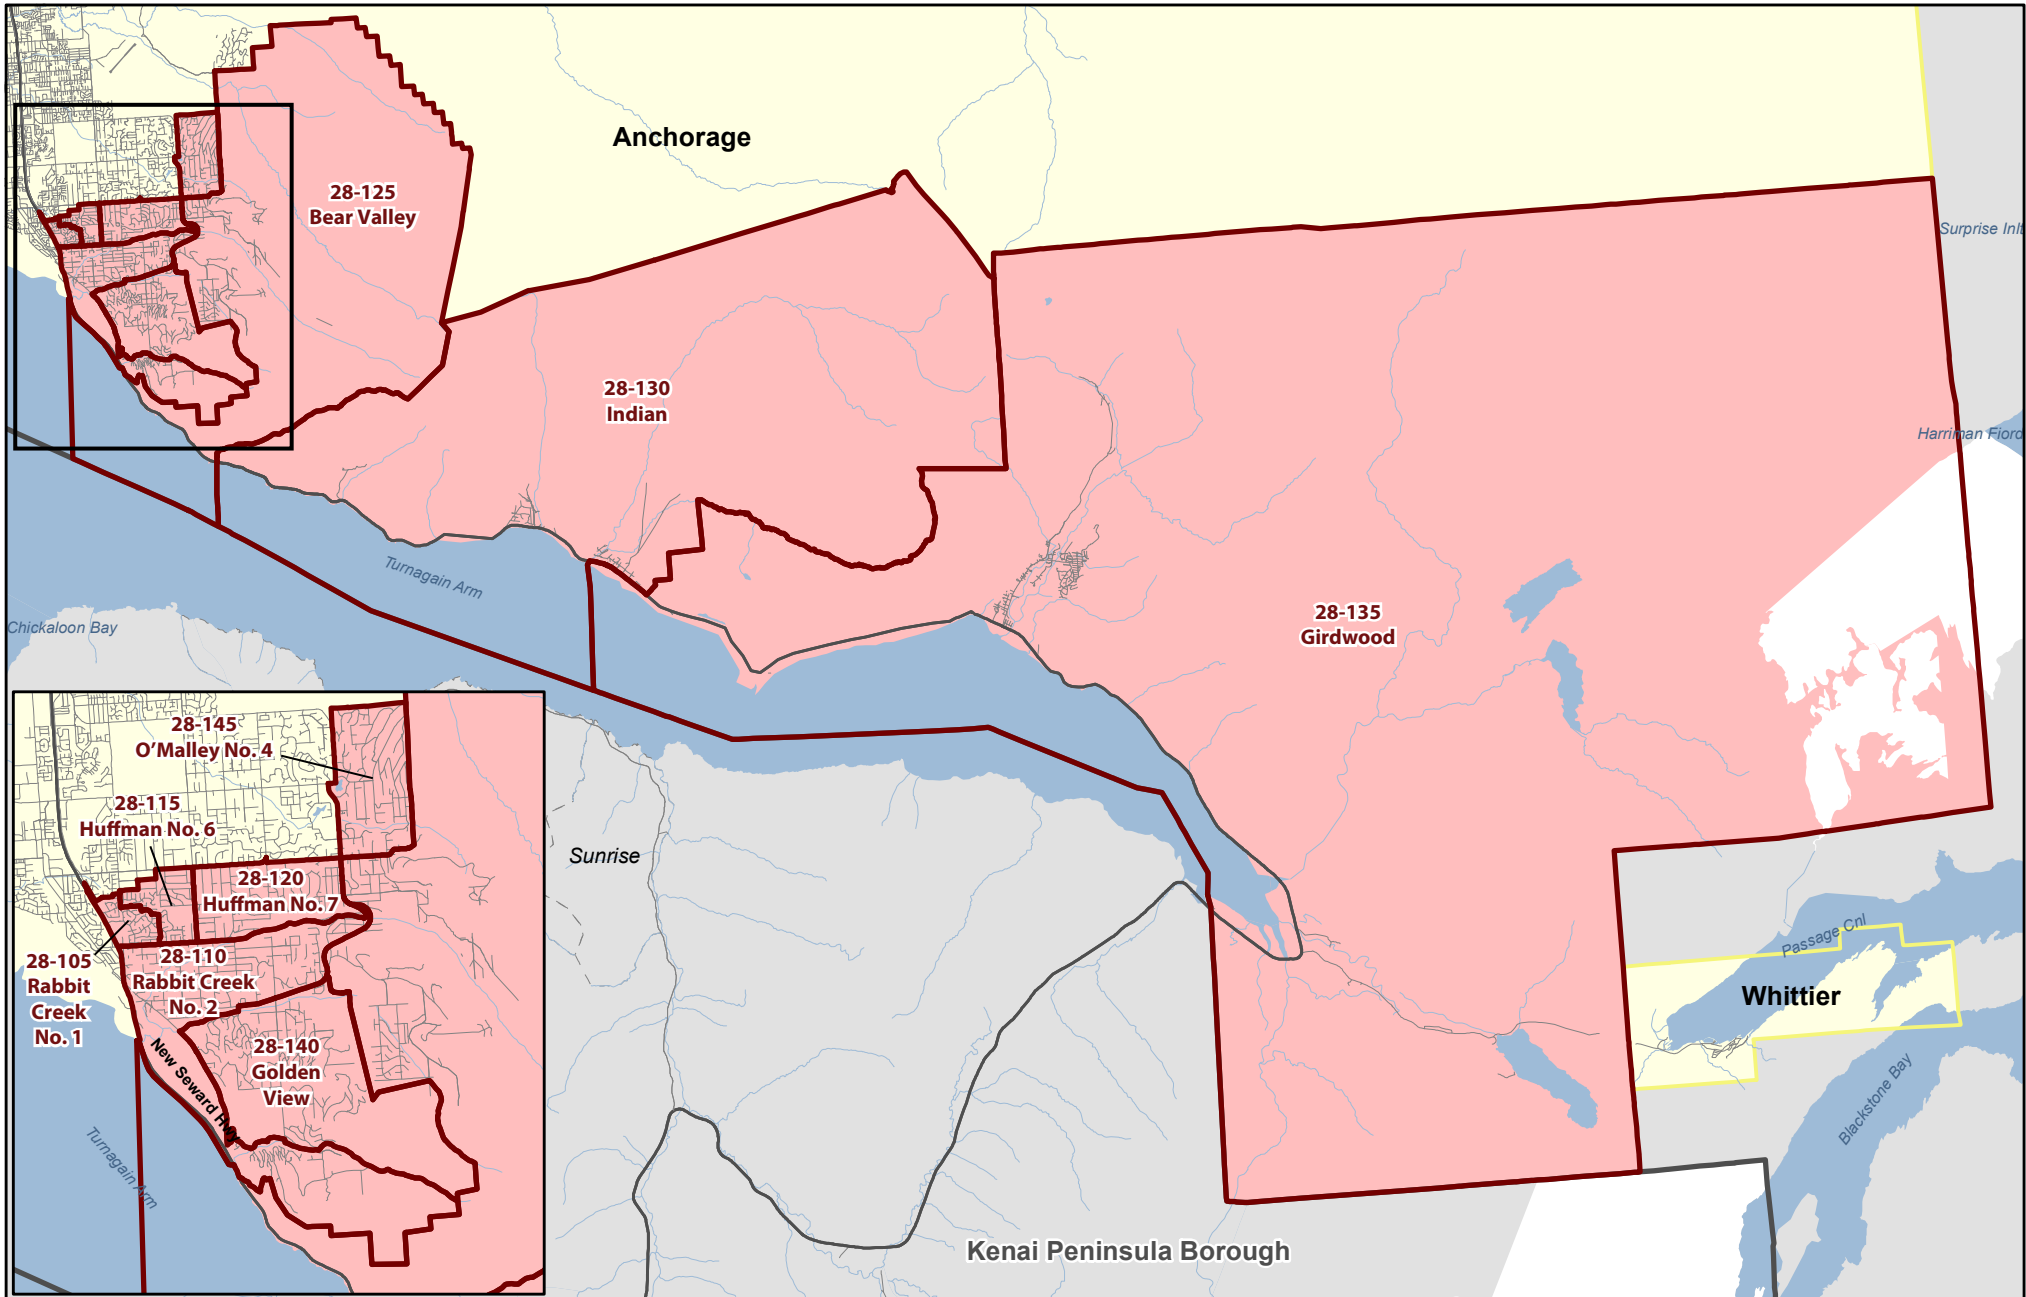 Anchorage
28-125
Bear Valley
Surprise Inlt
28-130
Indian
Harriman Fiord
Turnagain Arm
Chickaloon Bay
28-135
Girdwood
28-145
O'Malley No. 4
28-115
Huffman No. 6
28-120
Huffman No. 7
28-105
Rabbit
Creek
No. 1
28-110
Rabbit Creek
No. 2
28-140
Golden
View
New Seward Hwy
Turnagain Arm
Sunrise
Passage Cnl
Whittier
Blackstone Bay
Kenai Peninsula Borough